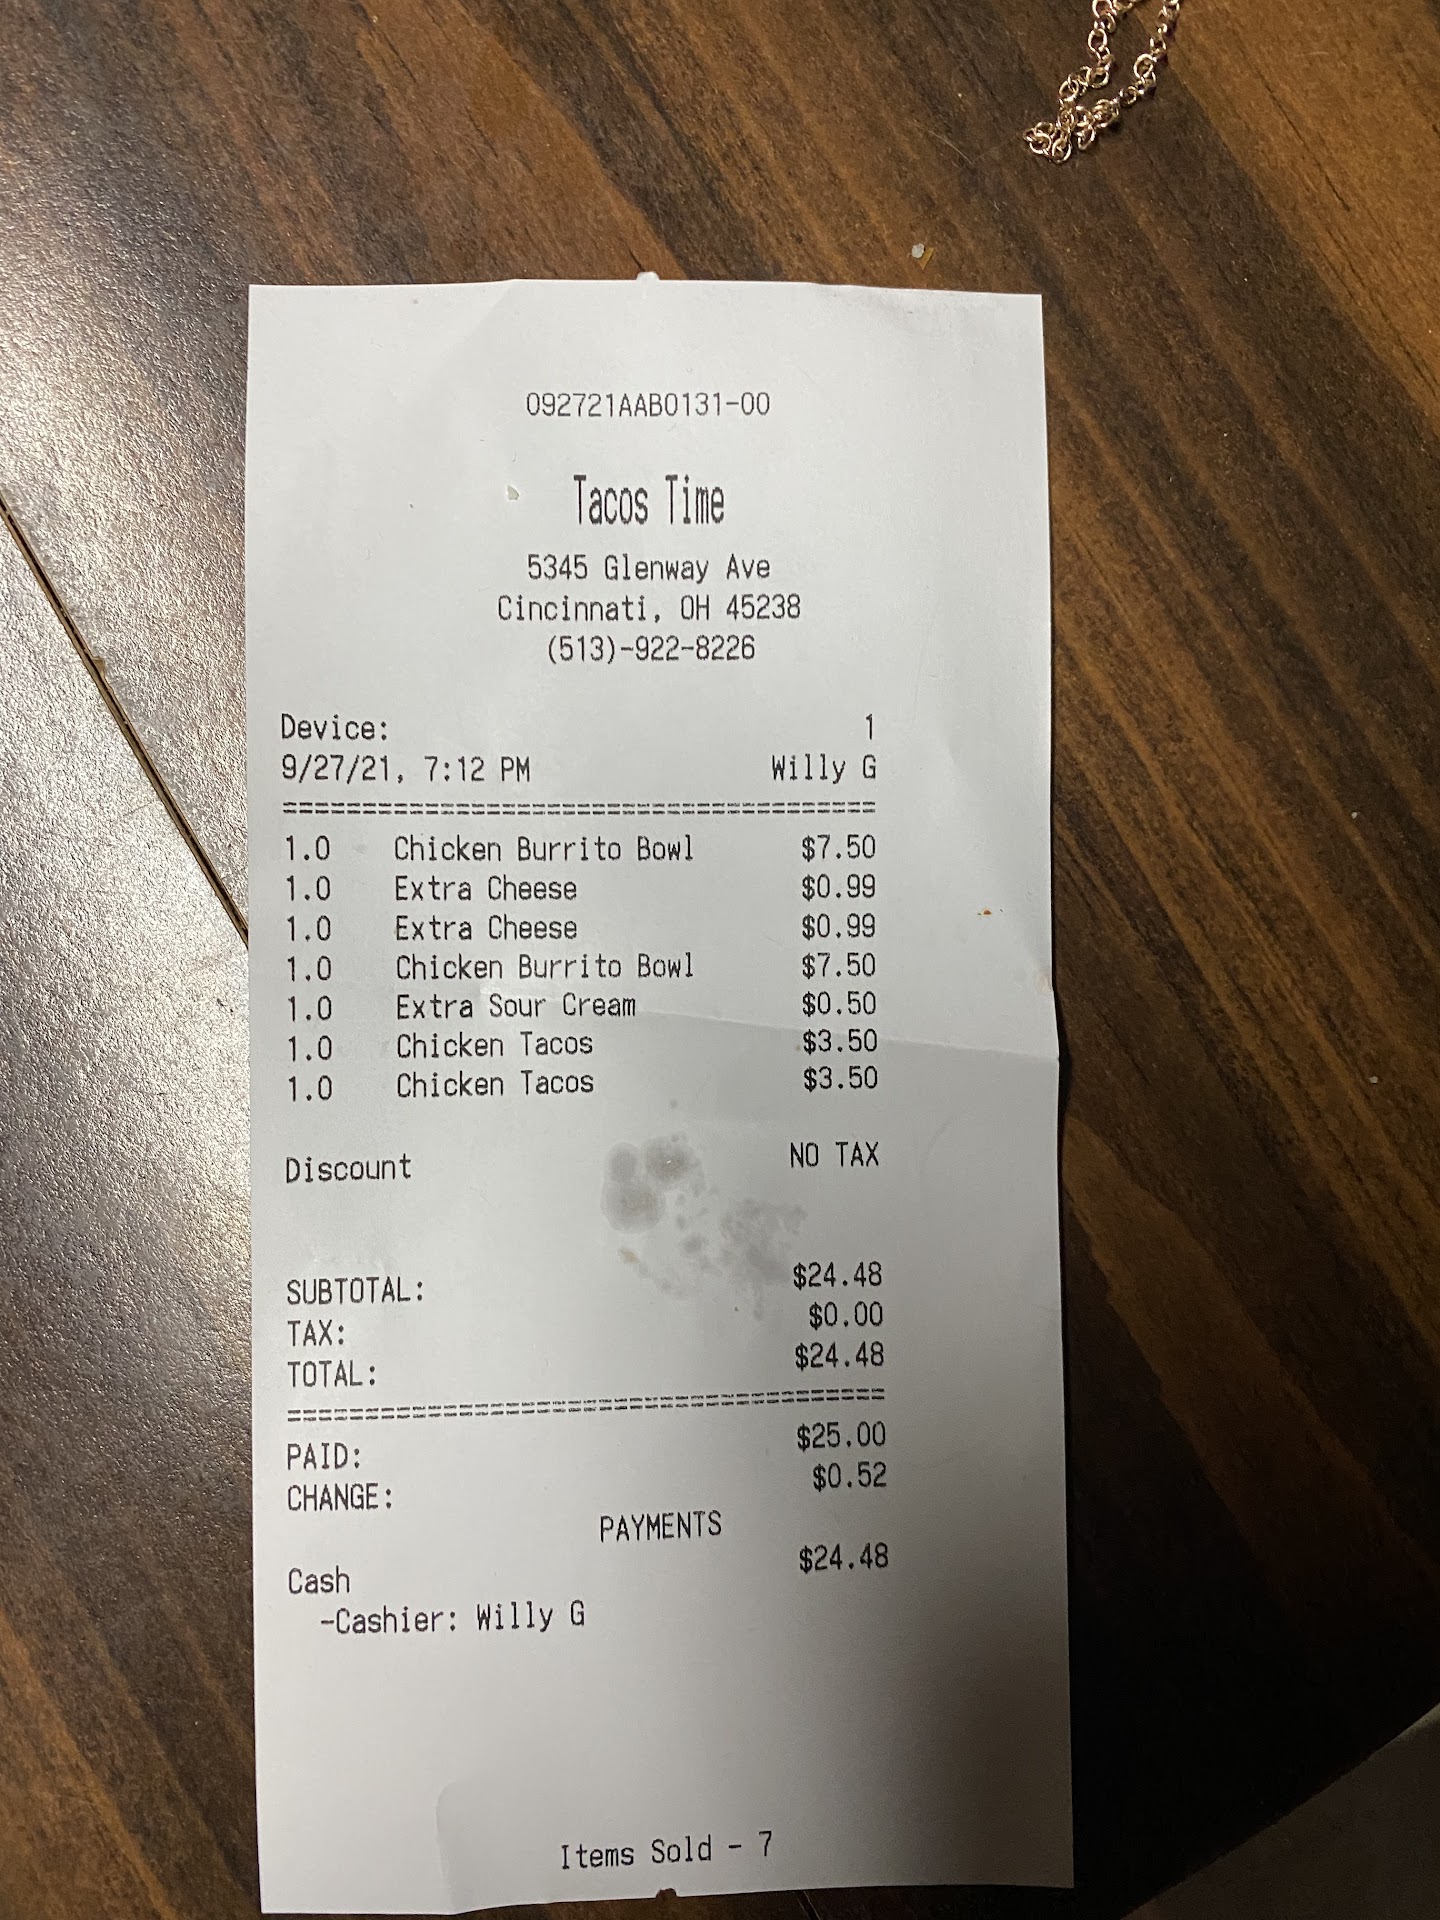 092721AAB0131-00
Tacos Time
5345 Glenway Ave
Cincinnati, OH 45238
(513)-922-8226
Device: 1
9/27/21, 7:12 PM Willy G
======================================
1.0 Chicken Burrito Bowl $7.50
1.0 Extra Cheese $0.99
1.0 Extra Cheese $0.99
1.0 Chicken Burrito Bowl $7.50
1.0 Extra Sour Cream $0.50
1.0 Chicken Tacos $3.50
1.0 Chicken Tacos $3.50
Discount NO TAX
SUBTOTAL: $24.48
TAX: $0.00
TOTAL: $24.48
======================================
PAID: $25.00
CHANGE: $0.52
PAYMENTS
Cash $24.48
-Cashier: Willy G
Items Sold - 7